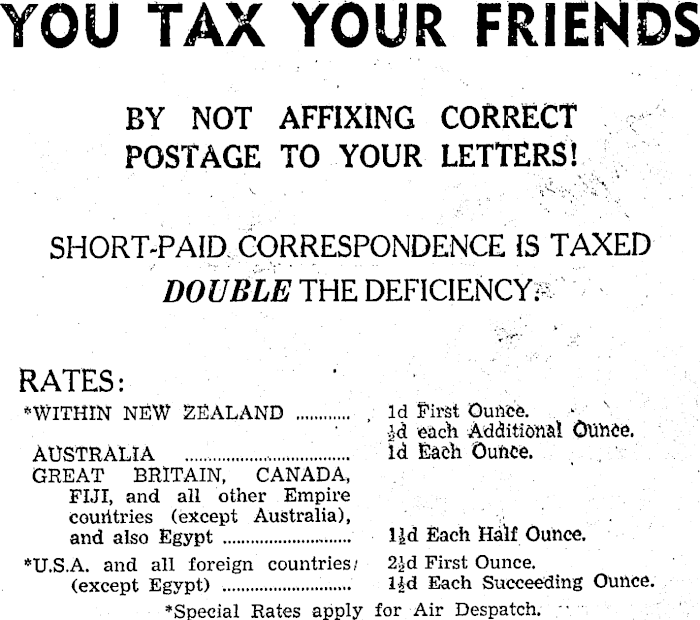 YOU TAX YOUR FRIENDS
BY NOT AFFIXING CORRECT
POSTAGE TO YOUR LETTERS!
SHORT-PAID CORRESPONDENCE IS TAXED
DOUBLE THE DEFICIENCY.
RATES:
*WITHIN NEW ZEALAND ............ 1d First Ounce.
½d each Additional Ounce.
AUSTRALIA .................................... 1d Each Ounce.
GREAT BRITAIN, CANADA,
FIJI, and all other Empire
countries (except Australia),
and also Egypt ............................ 1½d Each Half Ounce.
*U.S.A. and all foreign countries 2½d First Ounce.
(except Egypt) ............................ 1½d Each Succeeding Ounce.
*Special Rates apply for Air Despatch.